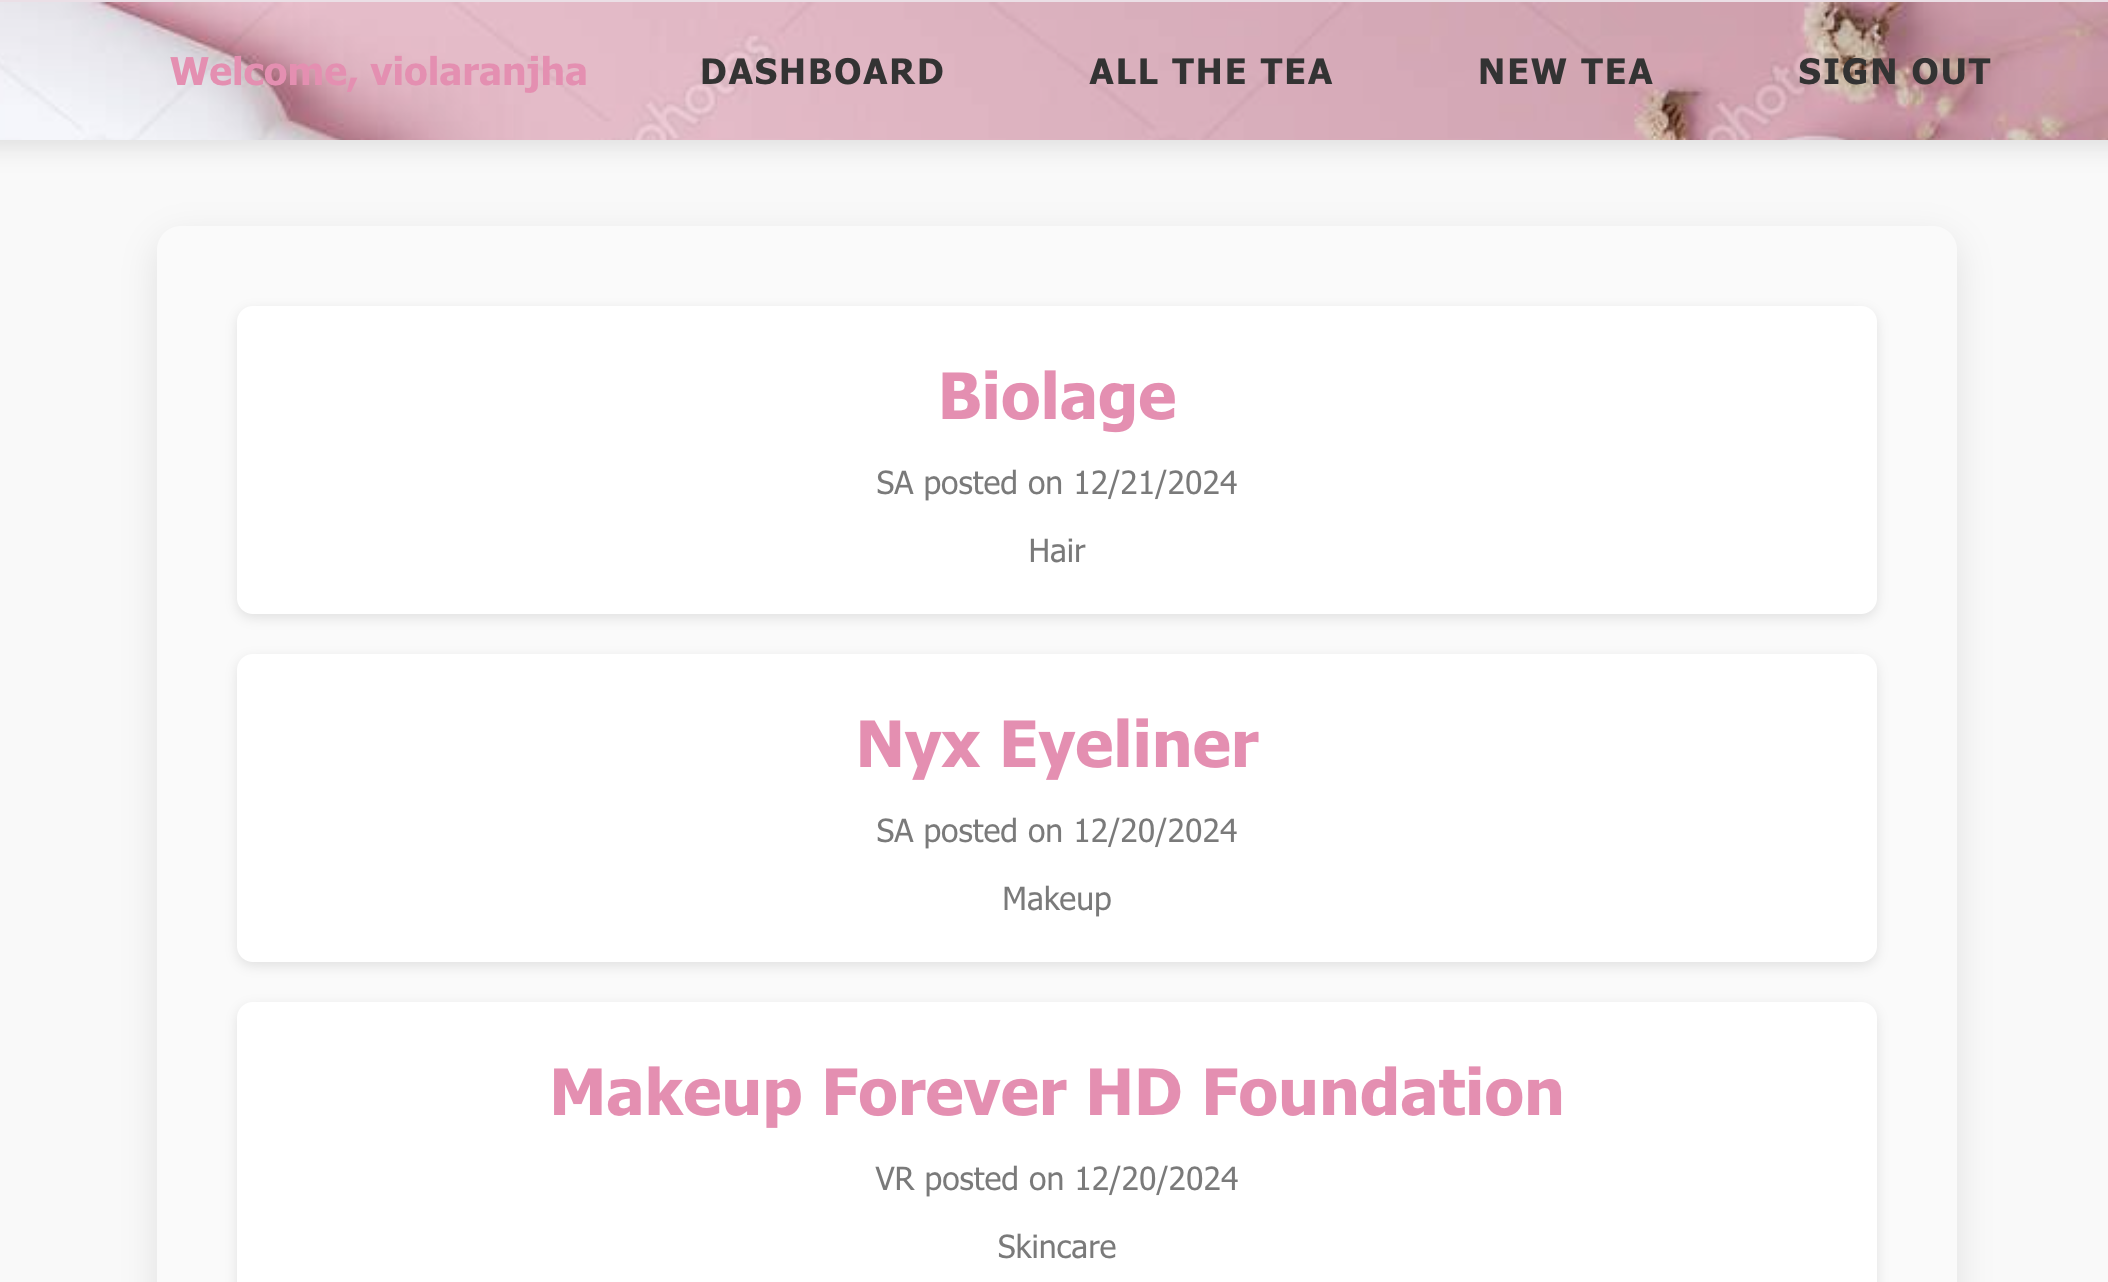 Welcome, violaranjha
DASHBOARD
ALL THE TEA
NEW TEA
SIGN OUT
photos
photo
Biolage
SA posted on 12/21/2024
Hair
Nyx Eyeliner
SA posted on 12/20/2024
Makeup
Makeup Forever HD Foundation
VR posted on 12/20/2024
Skincare